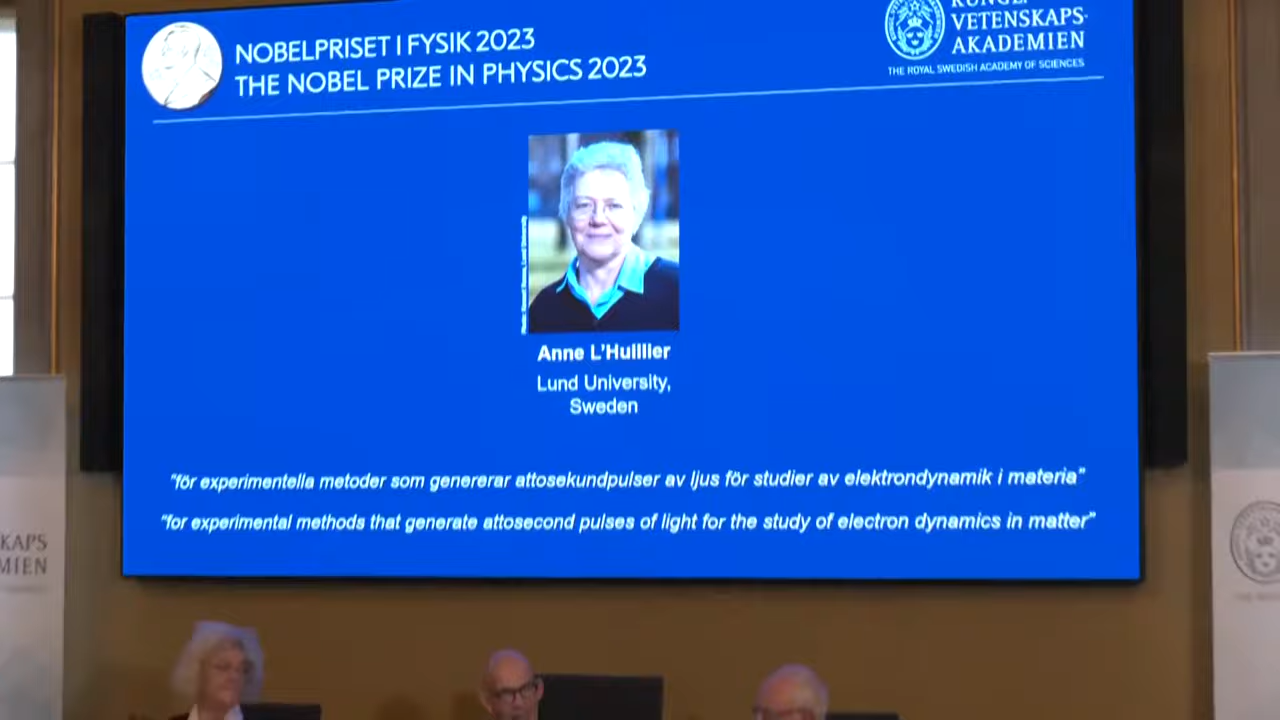 NOBELPRISET I FYSIK 2023
THE NOBEL PRIZE IN PHYSICS 2023
KUNGL.
VETENSKAPS-
AKADEMIEN
THE ROYAL SWEDISH ACADEMY OF SCIENCES
Anne L'Huillier
Lund University,
Sweden
"för experimentella metoder som genererar attosekundpulser av ljus för studier av elektrondynamik i materia"
"for experimental methods that generate attosecond pulses of light for the study of electron dynamics in matter"
KAPS
MIEN